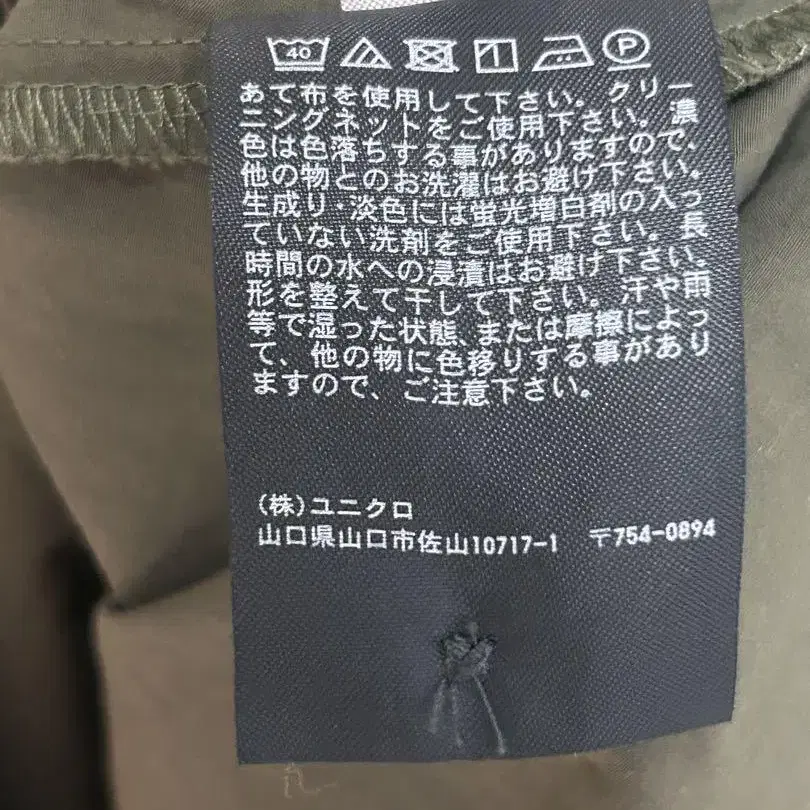 40 P
あて布を使用して下さい。クリー
ニングネットをご使用下さい。濃
色は色落ちする事がありますので、
他の物とのお洗濯はお避け下さい。
生成り・淡色には蛍光増白剤の入っ
ていない洗剤をご使用下さい。長
時間の水への浸漬はお避け下さい。
形を整えて干して下さい。汗や雨
等で湿った状態、または摩擦によっ
て、他の物に色移りする事があり
ますので、ご注意下さい。
(株)ユニクロ
山口県山口市佐山10717-1 〒754-0894